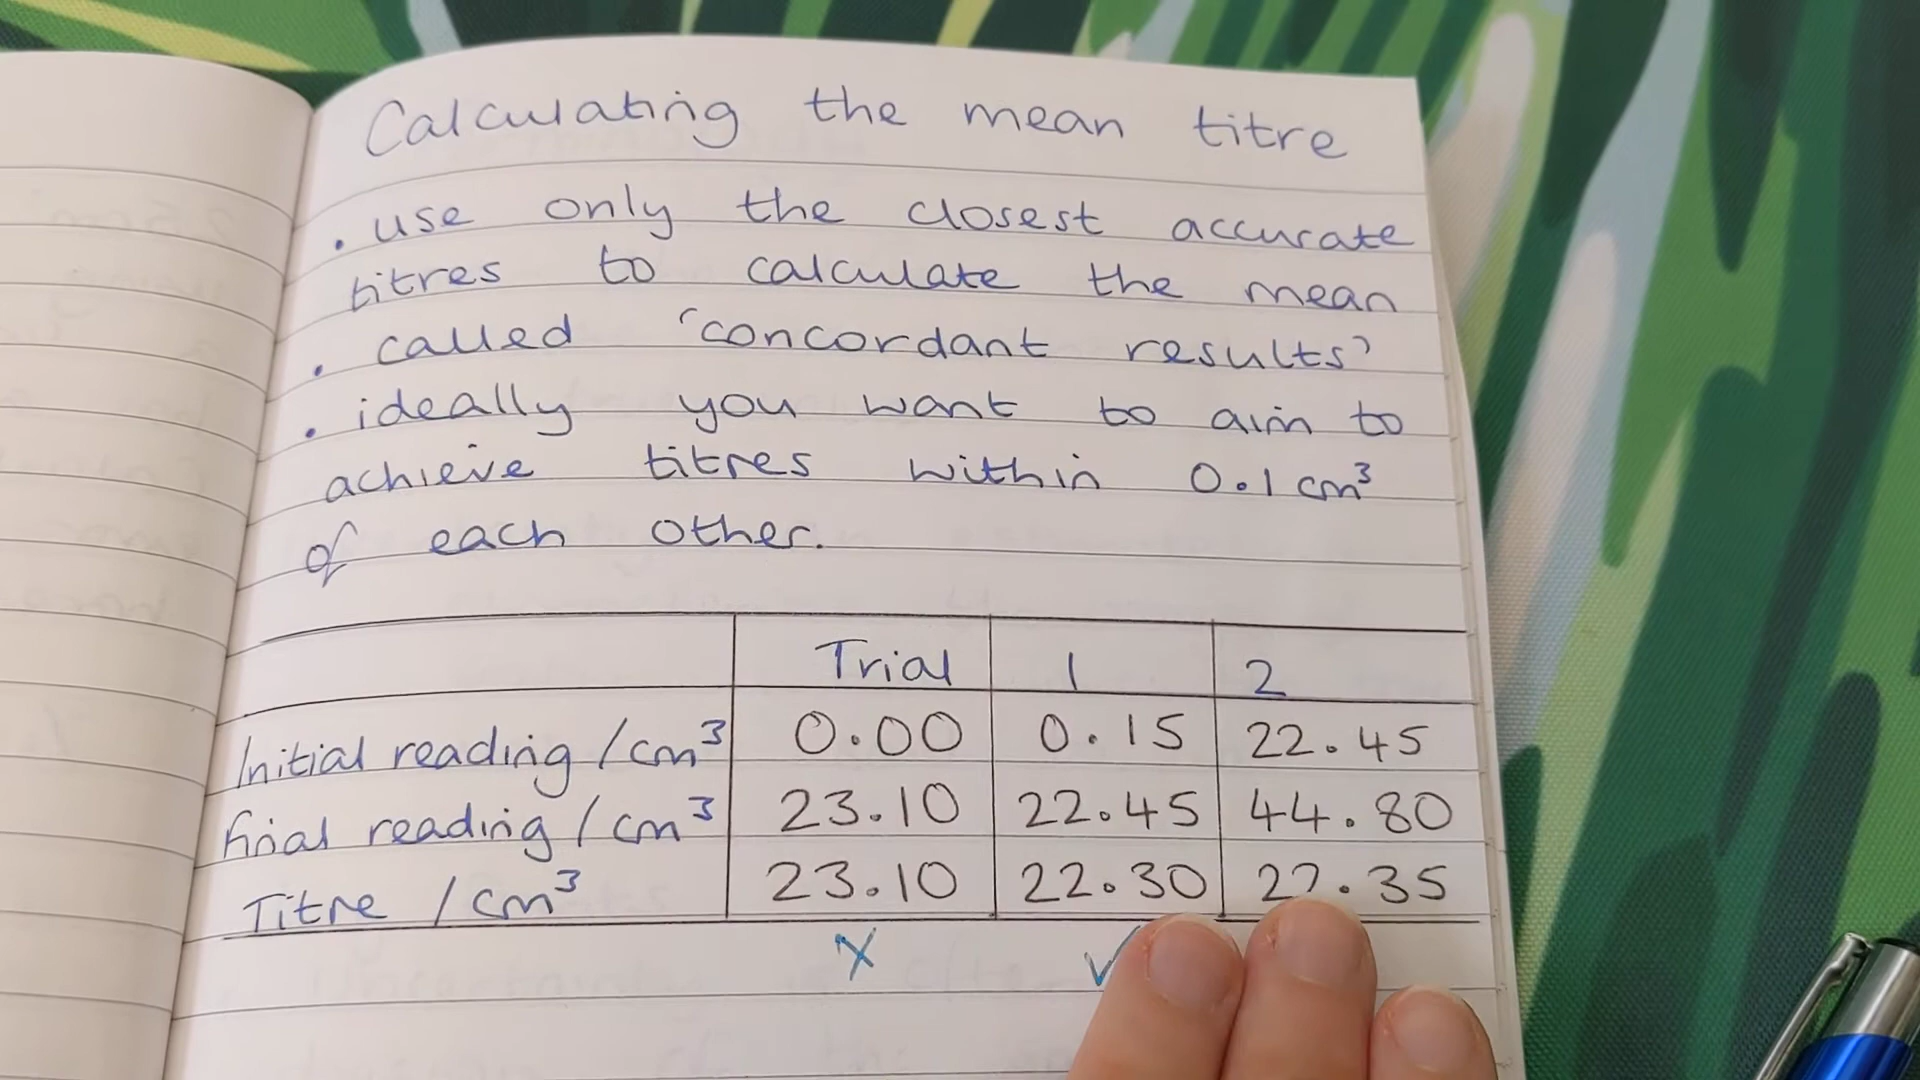 Calculating the mean titre
• use only the closest accurate
titres to calculate the mean
• called 'concordant results'
• ideally you want to aim to
achieve titres within 0.1 cm³
of each other.
Trial 1 2
Initial reading / cm³ 0.00 0.15 22.45
final reading / cm³ 23.10 22.45 44.80
Titre / cm³ 23.10 22.30 22.35
X ✓